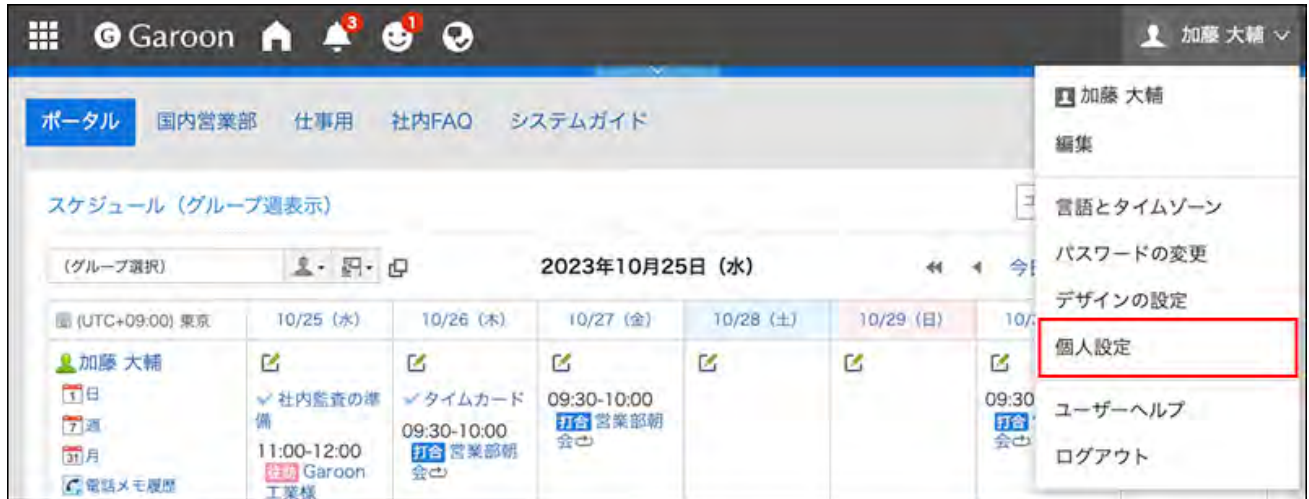 Garoon 3 1 加藤 大輔
ポータル 国内営業部 仕事用 社内FAQ システムガイド
加藤 大輔
編集
言語とタイムゾーン
パスワードの変更
デザインの設定
個人設定
ユーザーヘルプ
ログアウト
スケジュール（グループ週表示）
(グループ選択) 2023年10月25日（水）
(UTC+09:00) 東京 10/25（水） 10/26（木） 10/27（金） 10/28（土） 10/29（日）
加藤 大輔
日
週
月
電話メモ履歴
社内監査の準
備
11:00-12:00
往訪 Garoon
工業様
タイムカード
09:30-10:00
打合 営業部朝
会
09:30-10:00
打合 営業部朝
会
09:30
打合
会